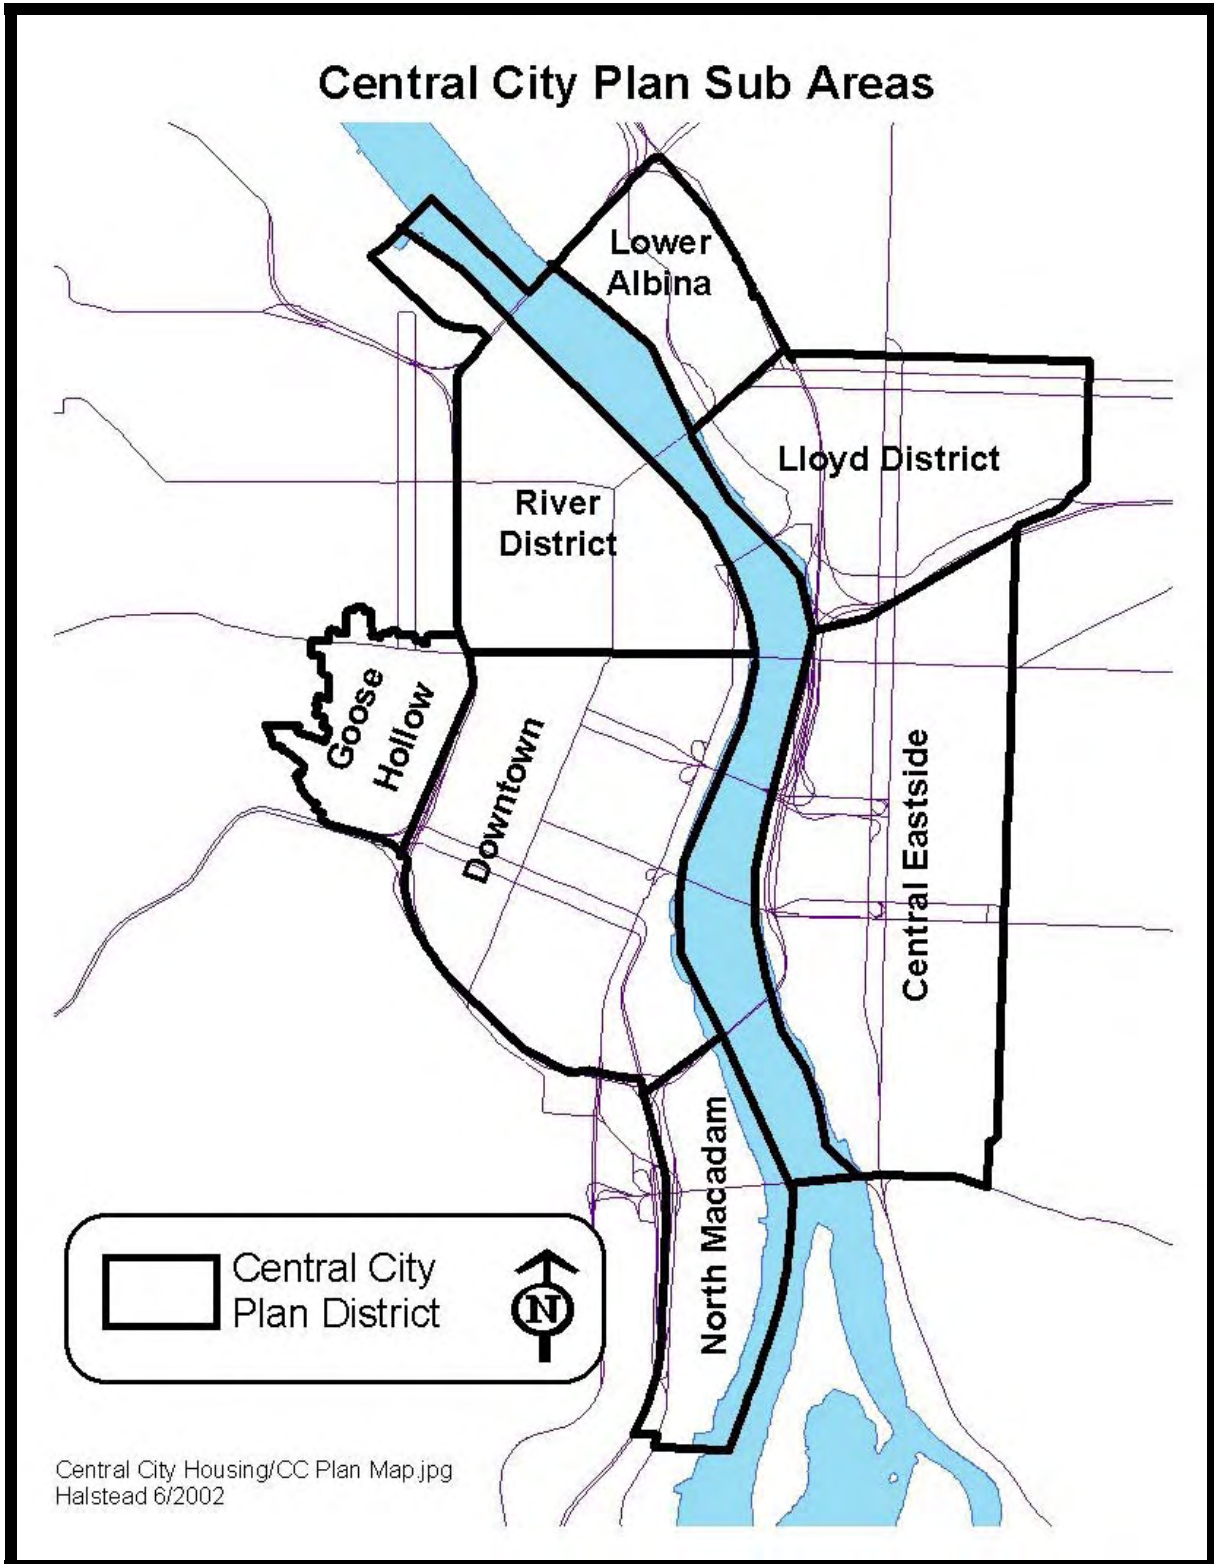 Central City Plan Sub Areas
Lower
Albina
Lloyd District
River
District
Goose
Hollow
Downtown
Central Eastside
North Macadam
Central City
Plan District
N
Central City Housing/CC Plan Map.jpg
Halstead 6/2002